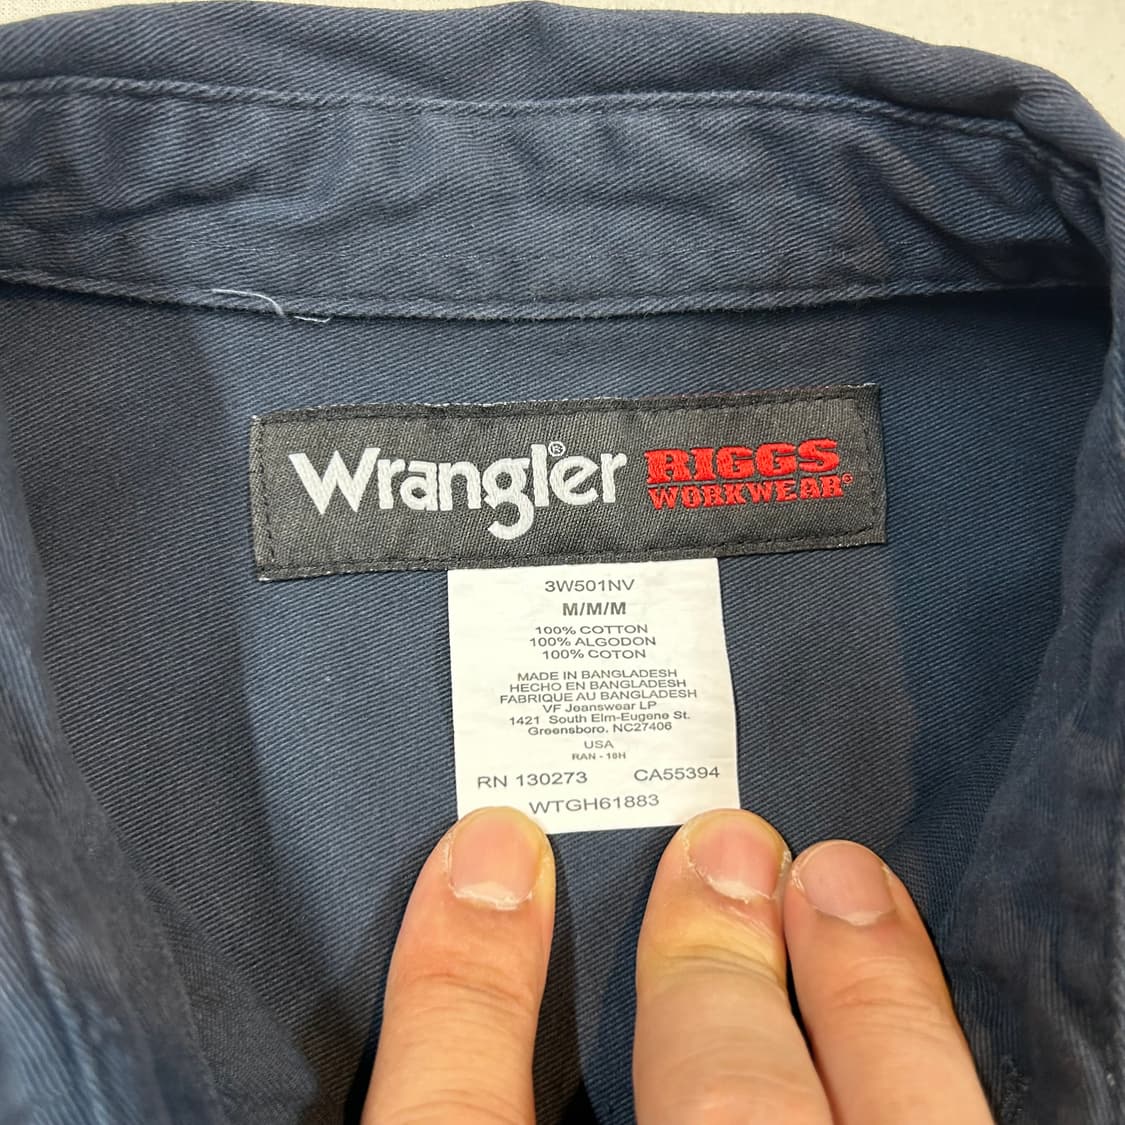 Wrangler® RIGGS
WORKWEAR®
3W501NV
M/M/M
100% COTTON
100% ALGODON
100% COTON
MADE IN BANGLADESH
HECHO EN BANGLADESH
FABRIQUE AU BANGLADESH
VF Jeanswear LP
1421 South Elm-Eugene St.
Greensboro. NC27406
USA
RAN - 16H
RN 130273 CA55394
WTGH61883